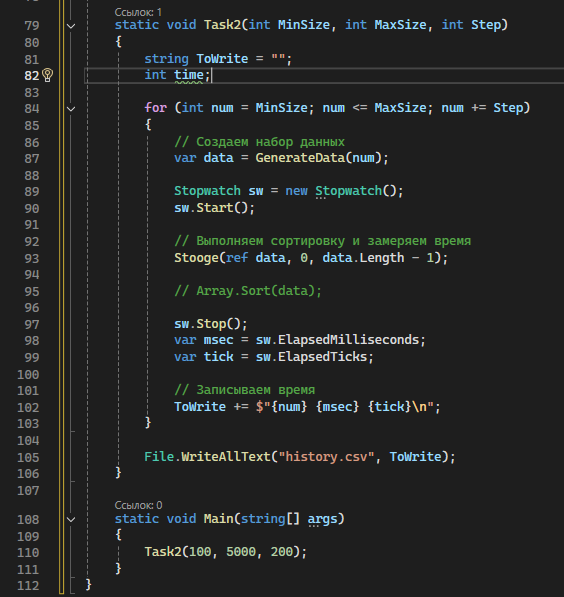 Ссылок: 1
79 static void Task2(int MinSize, int MaxSize, int Step)
80 {
81 string ToWrite = "";
82 int time;
83
84 for (int num = MinSize; num <= MaxSize; num += Step)
85 {
86 // Создаем набор данных
87 var data = GenerateData(num);
88
89 Stopwatch sw = new Stopwatch();
90 sw.Start();
91
92 // Выполняем сортировку и замеряем время
93 Stooge(ref data, 0, data.Length - 1);
94
95 // Array.Sort(data);
96
97 sw.Stop();
98 var msec = sw.ElapsedMilliseconds;
99 var tick = sw.ElapsedTicks;
100
101 // Записываем время
102 ToWrite += $"{num} {msec} {tick}\n";
103 }
104
105 File.WriteAllText("history.csv", ToWrite);
106 }
107
Ссылок: 0
108 static void Main(string[] args)
109 {
110 Task2(100, 5000, 200);
111 }
112 }